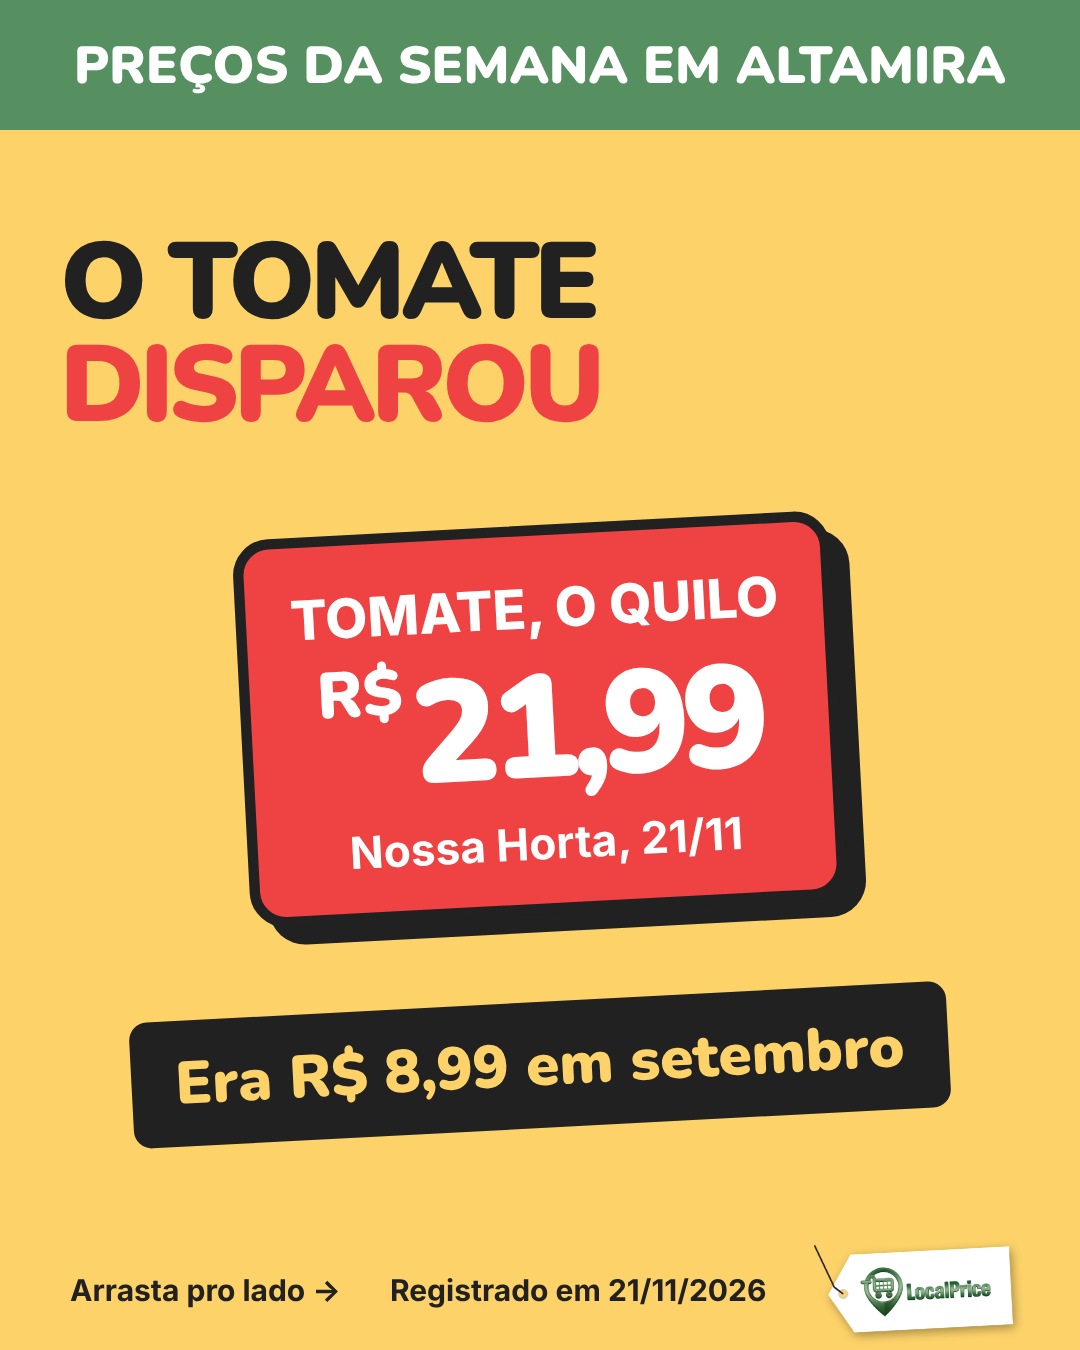 PREÇOS DA SEMANA EM ALTAMIRA
O TOMATE
DISPAROU
TOMATE, O QUILO
R$ 21,99
Nossa Horta, 21/11
Era R$ 8,99 em setembro
Arrasta pro lado →
Registrado em 21/11/2026
LocalPrice